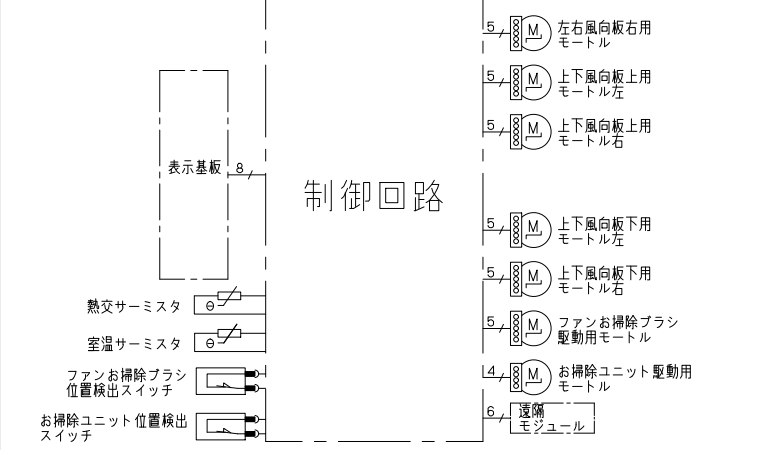 5
M
左右風向板右用
モートル
5
M
上下風向板上用
モートル左
5
M
上下風向板上用
モートル右
表示基板
8
制御回路
5
M
上下風向板下用
モートル左
5
M
上下風向板下用
モートル右
熱交サーミスタ
θ
5
M
ファンお掃除ブラシ
駆動用モートル
室温サーミスタ
θ
ファンお掃除ブラシ
位置検出スイッチ
4
M
お掃除ユニット駆動用
モートル
お掃除ユニット位置検出
スイッチ
6
遠隔
モジュール